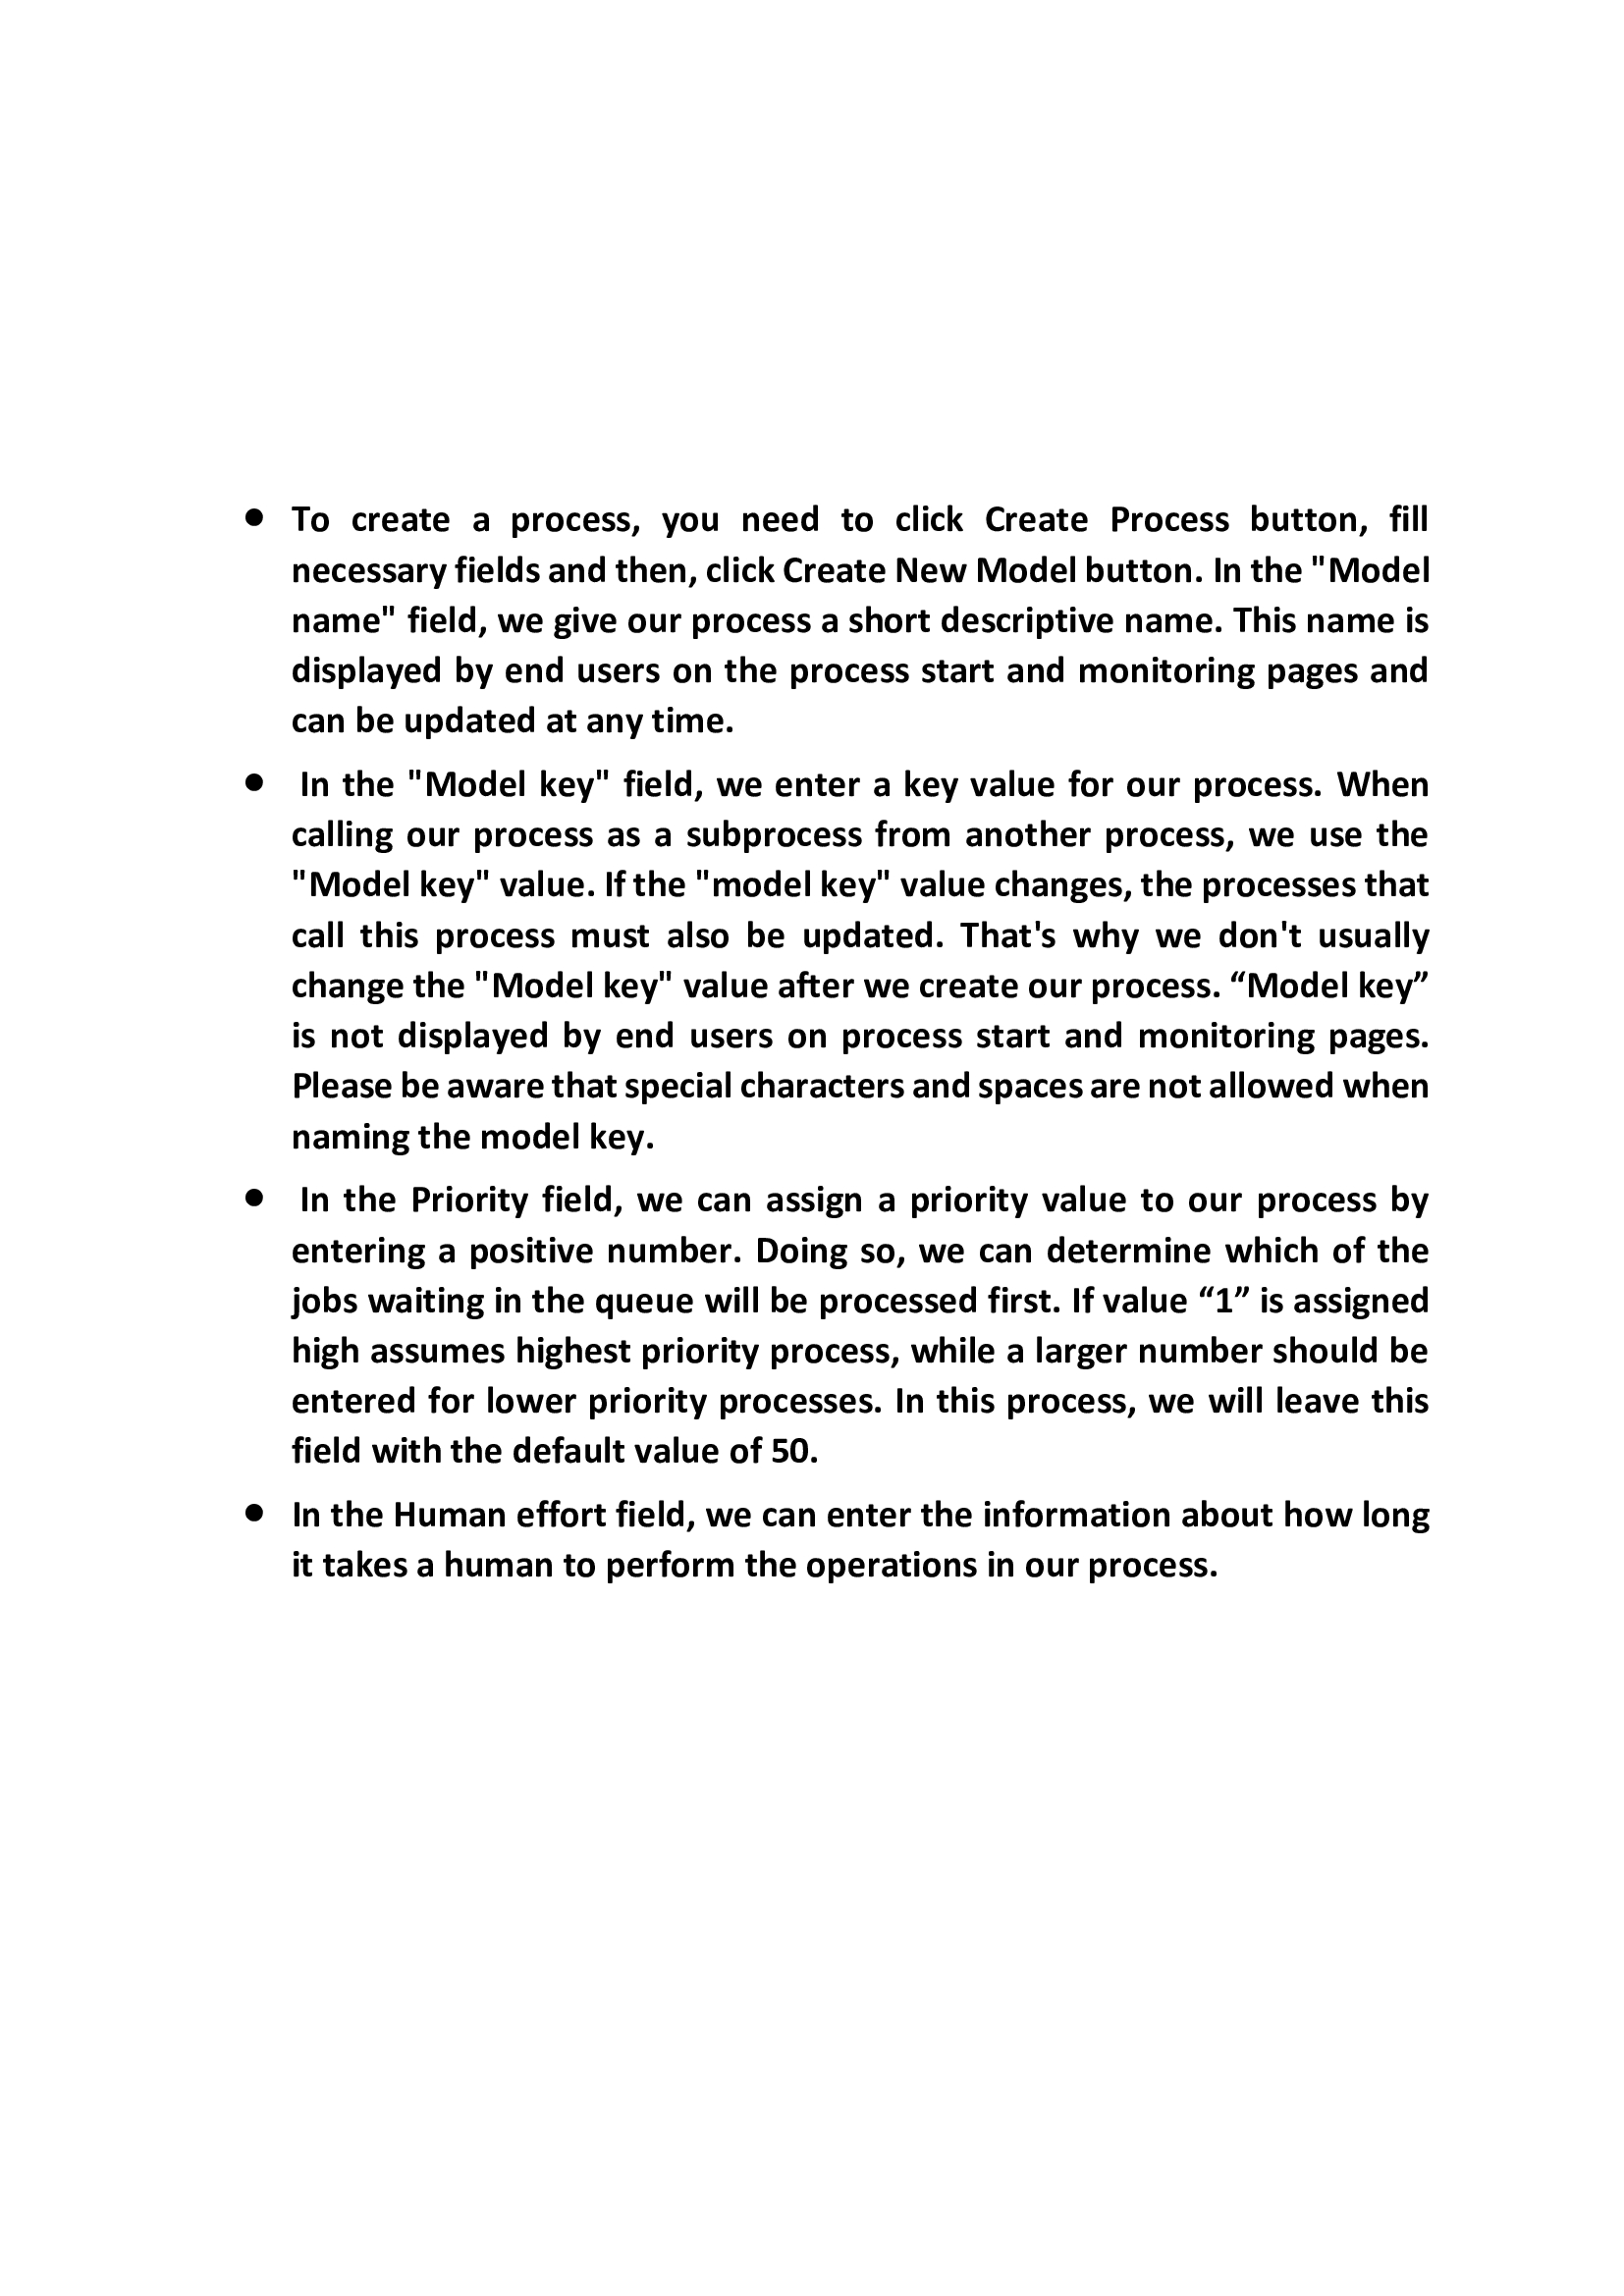 • To create a process, you need to click Create Process button, fill
necessary fields and then, click Create New Model button. In the "Model
name" field, we give our process a short descriptive name. This name is
displayed by end users on the process start and monitoring pages and
can be updated at any time.
• In the "Model key" field, we enter a key value for our process. When
calling our process as a subprocess from another process, we use the
"Model key" value. If the "model key" value changes, the processes that
call this process must also be updated. That's why we don't usually
change the "Model key" value after we create our process. “Model key”
is not displayed by end users on process start and monitoring pages.
Please be aware that special characters and spaces are not allowed when
naming the model key.
• In the Priority field, we can assign a priority value to our process by
entering a positive number. Doing so, we can determine which of the
jobs waiting in the queue will be processed first. If value “1” is assigned
high assumes highest priority process, while a larger number should be
entered for lower priority processes. In this process, we will leave this
field with the default value of 50.
• In the Human effort field, we can enter the information about how long
it takes a human to perform the operations in our process.